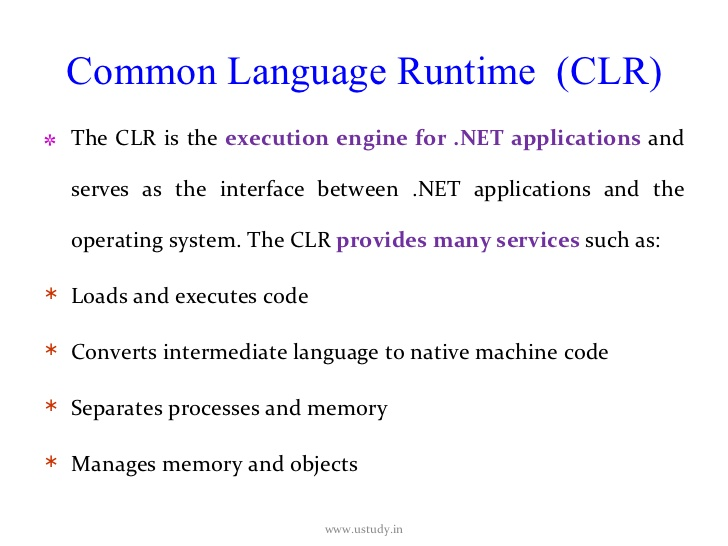 Common Language Runtime (CLR)
* The CLR is the execution engine for .NET applications and
serves as the interface between .NET applications and the
operating system. The CLR provides many services such as:
* Loads and executes code
* Converts intermediate language to native machine code
* Separates processes and memory
* Manages memory and objects
www.ustudy.in